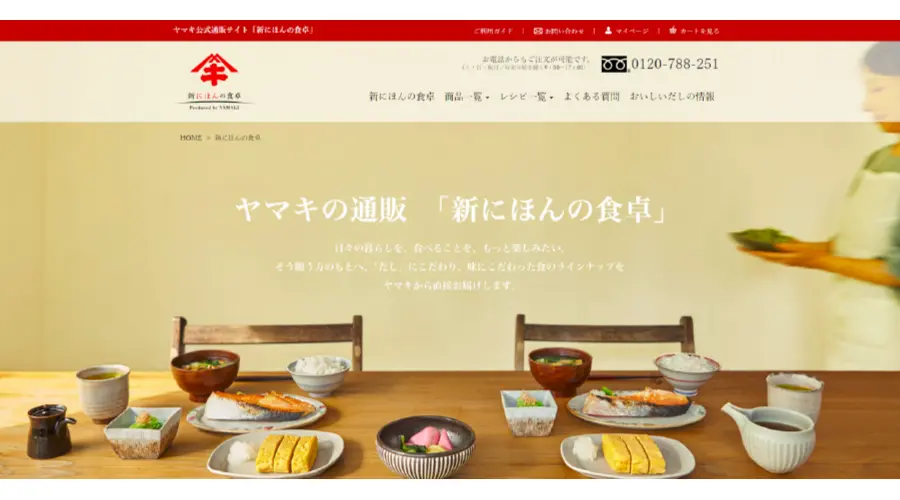 ヤマキ公式通販サイト「新にほんの食卓」
ご利用ガイド | お問い合わせ | マイページ | カートを見る
お電話からもご注文が可能です。
0120-788-251
新にほんの食卓
Produced by YAMAKI
新にほんの食卓 商品一覧 レシピ一覧 よくある質問 おいしいだしの情報
HOME > 新にほんの食卓
ヤマキの通販 「新にほんの食卓」
日々の暮らしを、食べることを、もっと楽しみたい。
そう願う方のもとへ、「だし」にこだわり、味にこだわった食のラインナップを
ヤマキから直接お届けします。